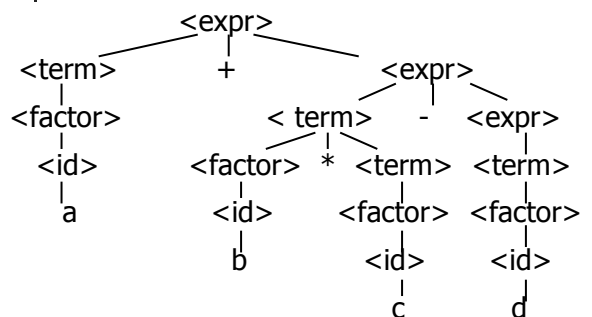 <expr>
<term> + <expr>
<factor> < term> - <expr>
<id> <factor> * <term> <term>
a <id> <factor> <factor>
b <id> <id>
c d